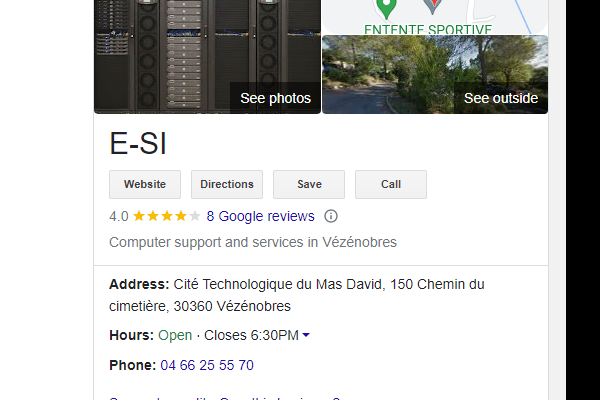 ENTENTE SPORTIVE
See photos
See outside
E-SI
Website Directions Save Call
4.0 8 Google reviews
Computer support and services in Vézénobres
Address: Cité Technologique du Mas David, 150 Chemin du
cimetière, 30360 Vézénobres
Hours: Open · Closes 6:30PM
Phone: 04 66 25 55 70